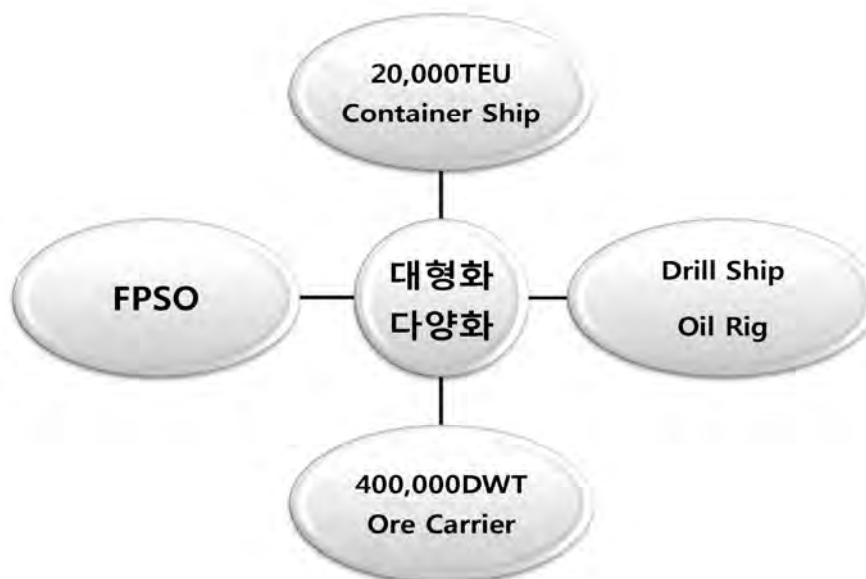 20,000TEU
Container Ship
FPSO
대형화
다양화
Drill Ship
Oil Rig
400,000DWT
Ore Carrier